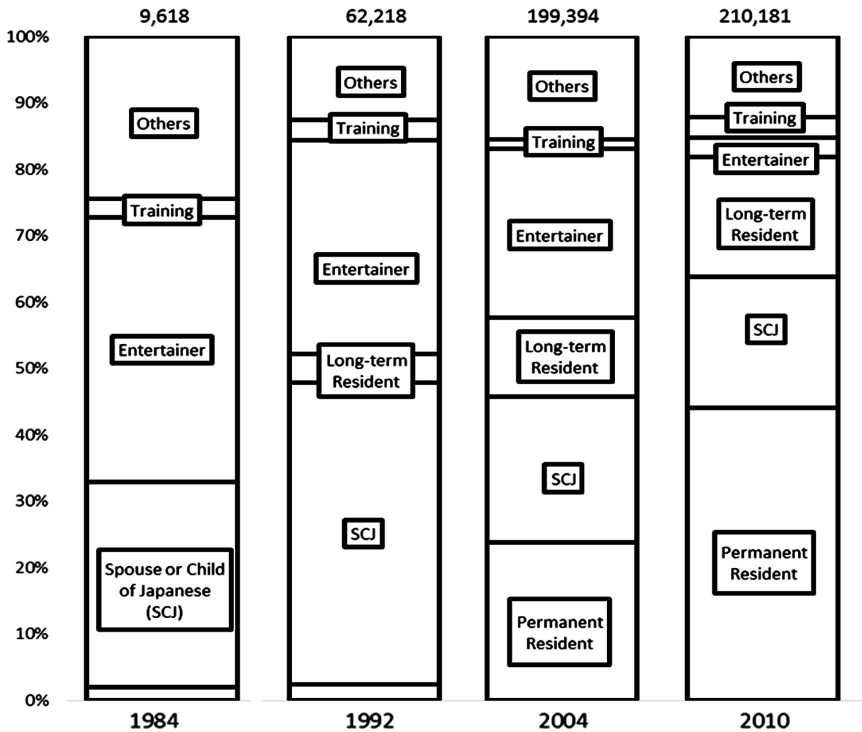 9,618 62,218 199,394 210,181
100%
90%
80%
70%
60%
50%
40%
30%
20%
10%
0%
Others
Training
Entertainer
Spouse or Child
of Japanese
(SCJ)
1984
Others
Training
Entertainer
Long-term
Resident
SCJ
1992
Others
Training
Entertainer
Long-term
Resident
SCJ
Permanent
Resident
2004
Others
Training
Entertainer
Long-term
Resident
SCJ
Permanent
Resident
2010